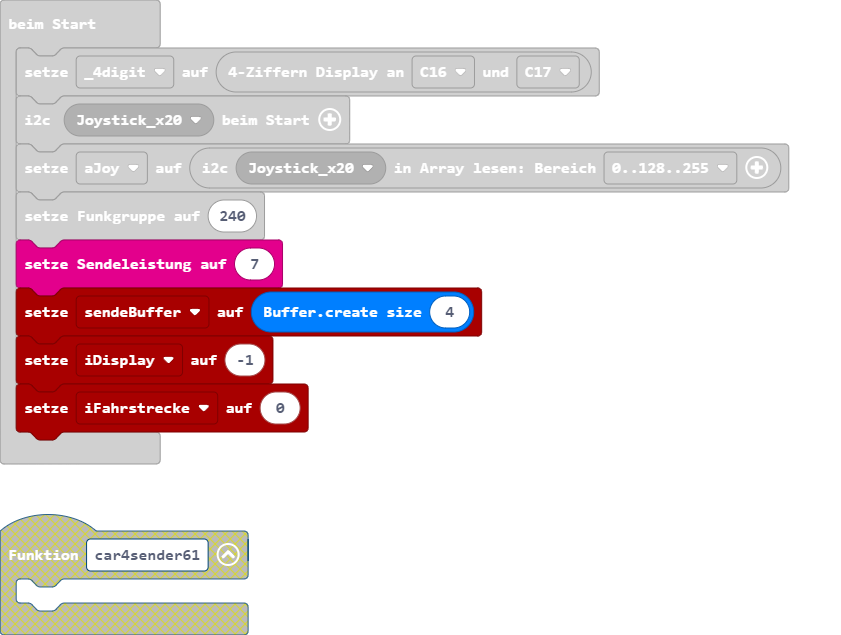 beim Start
setze _4digit auf 4-Ziffern Display an C16 und C17
i2c Joystick_x20 beim Start
setze aJoy auf i2c Joystick_x20 in Array lesen: Bereich 0..128..255
setze Funkgruppe auf 240
setze Sendeleistung auf 7
setze sendeBuffer auf Buffer.create size 4
setze iDisplay auf -1
setze iFahrstrecke auf 0
Funktion car4sender61